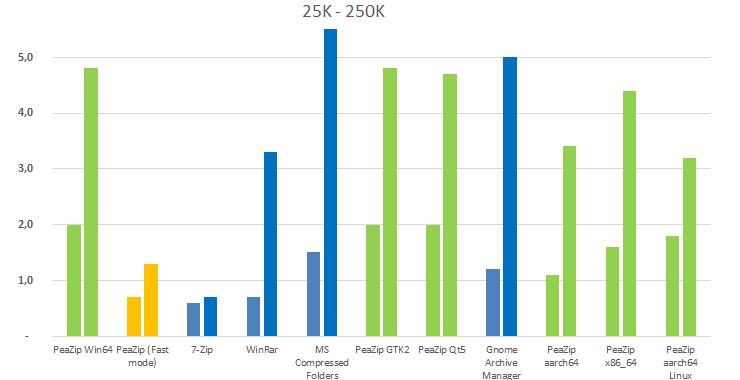 25K - 250K
5,0
4,0
3,0
2,0
1,0
-
PeaZip Win64
PeaZip (Fast
mode)
7-Zip
WinRar
MS
Compressed
Folders
PeaZip GTK2
PeaZip Qt5
Gnome
Archive
Manager
PeaZip
aarch64
PeaZip
x86_64
PeaZip
aarch64
Linux